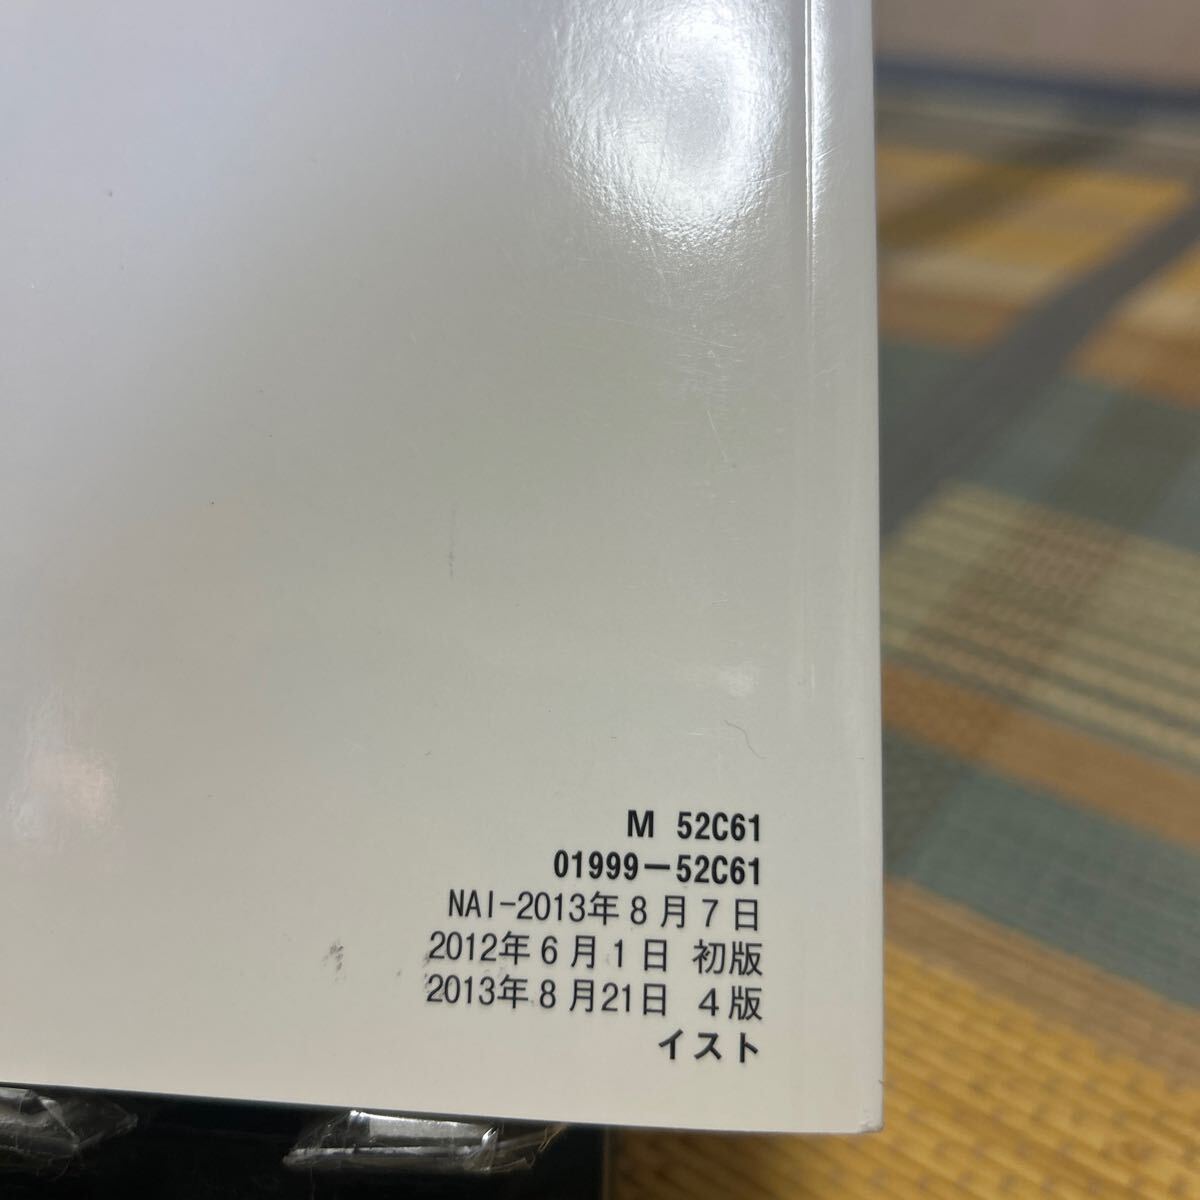 M 52C61
01999-52C61
NAI-2013年8月7日
2012年6月1日 初版
2013年8月21日 4版
イスト